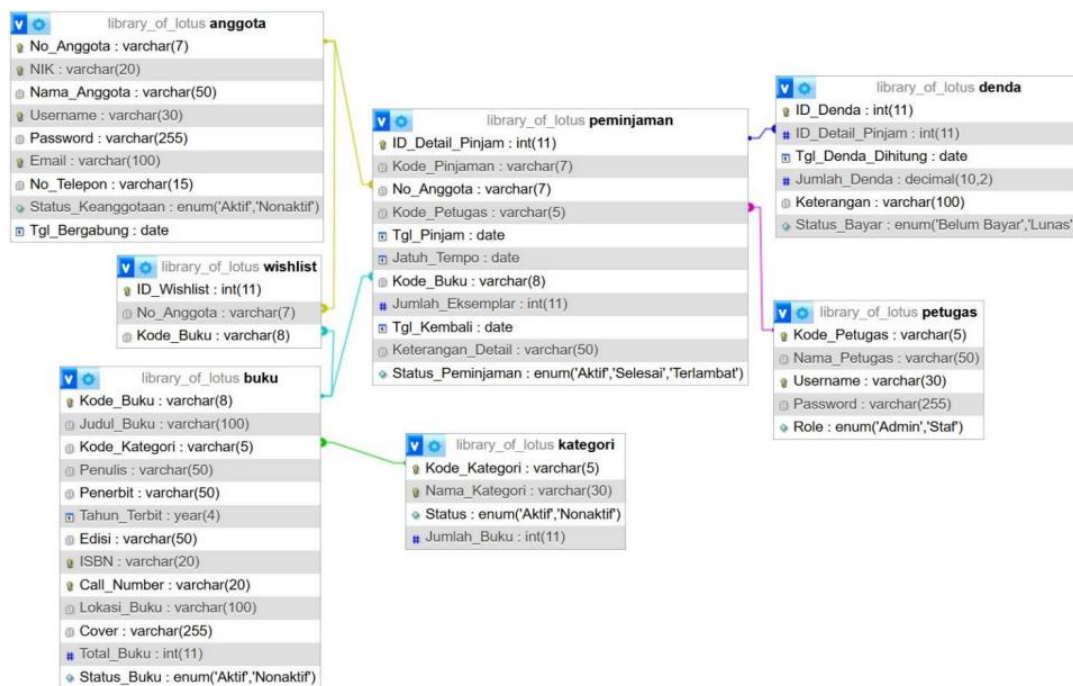 library_of_lotus anggota
No_Anggota : varchar(7)
NIK : varchar(20)
Nama_Anggota : varchar(50)
Username : varchar(30)
Password : varchar(255)
Email : varchar(100)
No_Telepon : varchar(15)
Status_Keanggotaan : enum('Aktif','Nonaktif')
Tgl_Bergabung : date
library_of_lotus wishlist
ID_Wishlist : int(11)
No_Anggota : varchar(7)
Kode_Buku : varchar(8)
library_of_lotus buku
Kode_Buku : varchar(8)
Judul_Buku : varchar(100)
Kode_Kategori : varchar(5)
Penulis : varchar(50)
Penerbit : varchar(50)
Tahun_Terbit : year(4)
Edisi : varchar(50)
ISBN : varchar(20)
Call_Number : varchar(20)
Lokasi_Buku : varchar(100)
Cover : varchar(255)
# Total_Buku : int(11)
Status_Buku : enum('Aktif','Nonaktif')
library_of_lotus peminjaman
ID_Detail_Pinjam : int(11)
Kode_Pinjaman : varchar(7)
No_Anggota : varchar(7)
Kode_Petugas : varchar(5)
Tgl_Pinjam : date
Jatuh_Tempo : date
Kode_Buku : varchar(8)
# Jumlah_Eksemplar : int(11)
Tgl_Kembali : date
Keterangan_Detail : varchar(50)
Status_Peminjaman : enum('Aktif','Selesai','Terlambat')
library_of_lotus kategori
Kode_Kategori : varchar(5)
Nama_Kategori : varchar(30)
Status : enum('Aktif','Nonaktif')
# Jumlah_Buku : int(11)
library_of_lotus denda
ID_Denda : int(11)
# ID_Detail_Pinjam : int(11)
Tgl_Denda_Dihitung : date
# Jumlah_Denda : decimal(10,2)
Keterangan : varchar(100)
Status_Bayar : enum('Belum Bayar','Lunas'
library_of_lotus petugas
Kode_Petugas : varchar(5)
Nama_Petugas : varchar(50)
Username : varchar(30)
Password : varchar(255)
Role : enum('Admin','Staf')